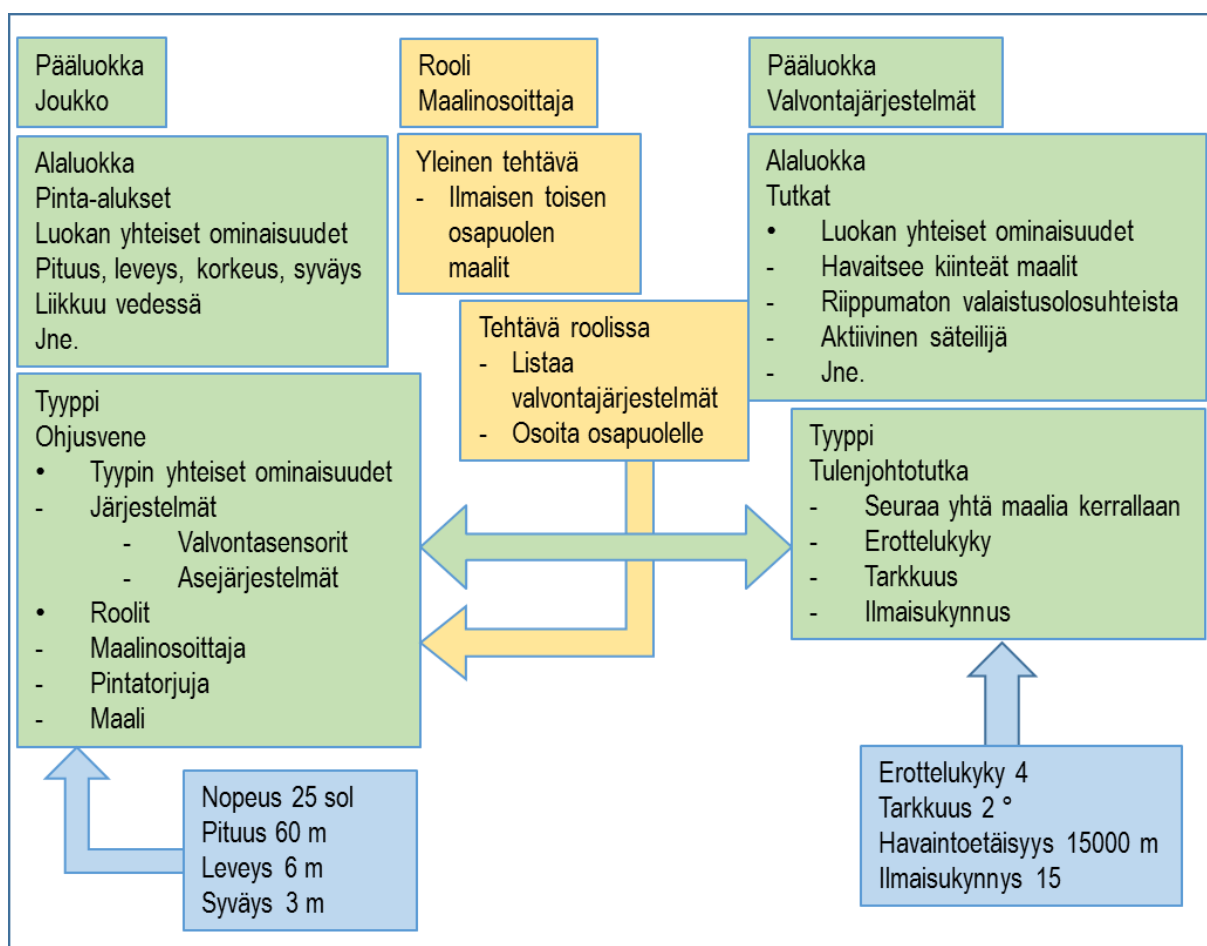 Pääluokka
Joukko
Alaluokka
Pinta-alukset
Luokan yhteiset ominaisuudet
Pituus, leveys, korkeus, syväys
Liikkuu vedessä
Jne.
Tyyppi
Ohjusvene
• Tyypin yhteiset ominaisuudet
- Järjestelmät
- Valvontasensorit
- Asejärjestelmät
• Roolit
- Maalinosoittaja
- Pintatorjuja
- Maali
Nopeus 25 sol
Pituus 60 m
Leveys 6 m
Syväys 3 m
Rooli
Maalinosoittaja
Yleinen tehtävä
- Ilmaisen toisen
osapuolen
maalit
Tehtävä roolissa
- Listaa
valvontajärjestelmät
- Osoita osapuolelle
Pääluokka
Valvontajärjestelmät
Alaluokka
Tutkat
• Luokan yhteiset ominaisuudet
- Havaitsee kiinteät maalit
- Riippumaton valaistusolosuhteista
- Aktiivinen säteilijä
- Jne.
Tyyppi
Tulenjohtotutka
- Seuraa yhtä maalia kerrallaan
- Erottelukyky
- Tarkkuus
- Ilmaisukynnus
Erottelukyky 4
Tarkkuus 2 °
Havaintoetäisyys 15000 m
Ilmaisukynnys 15